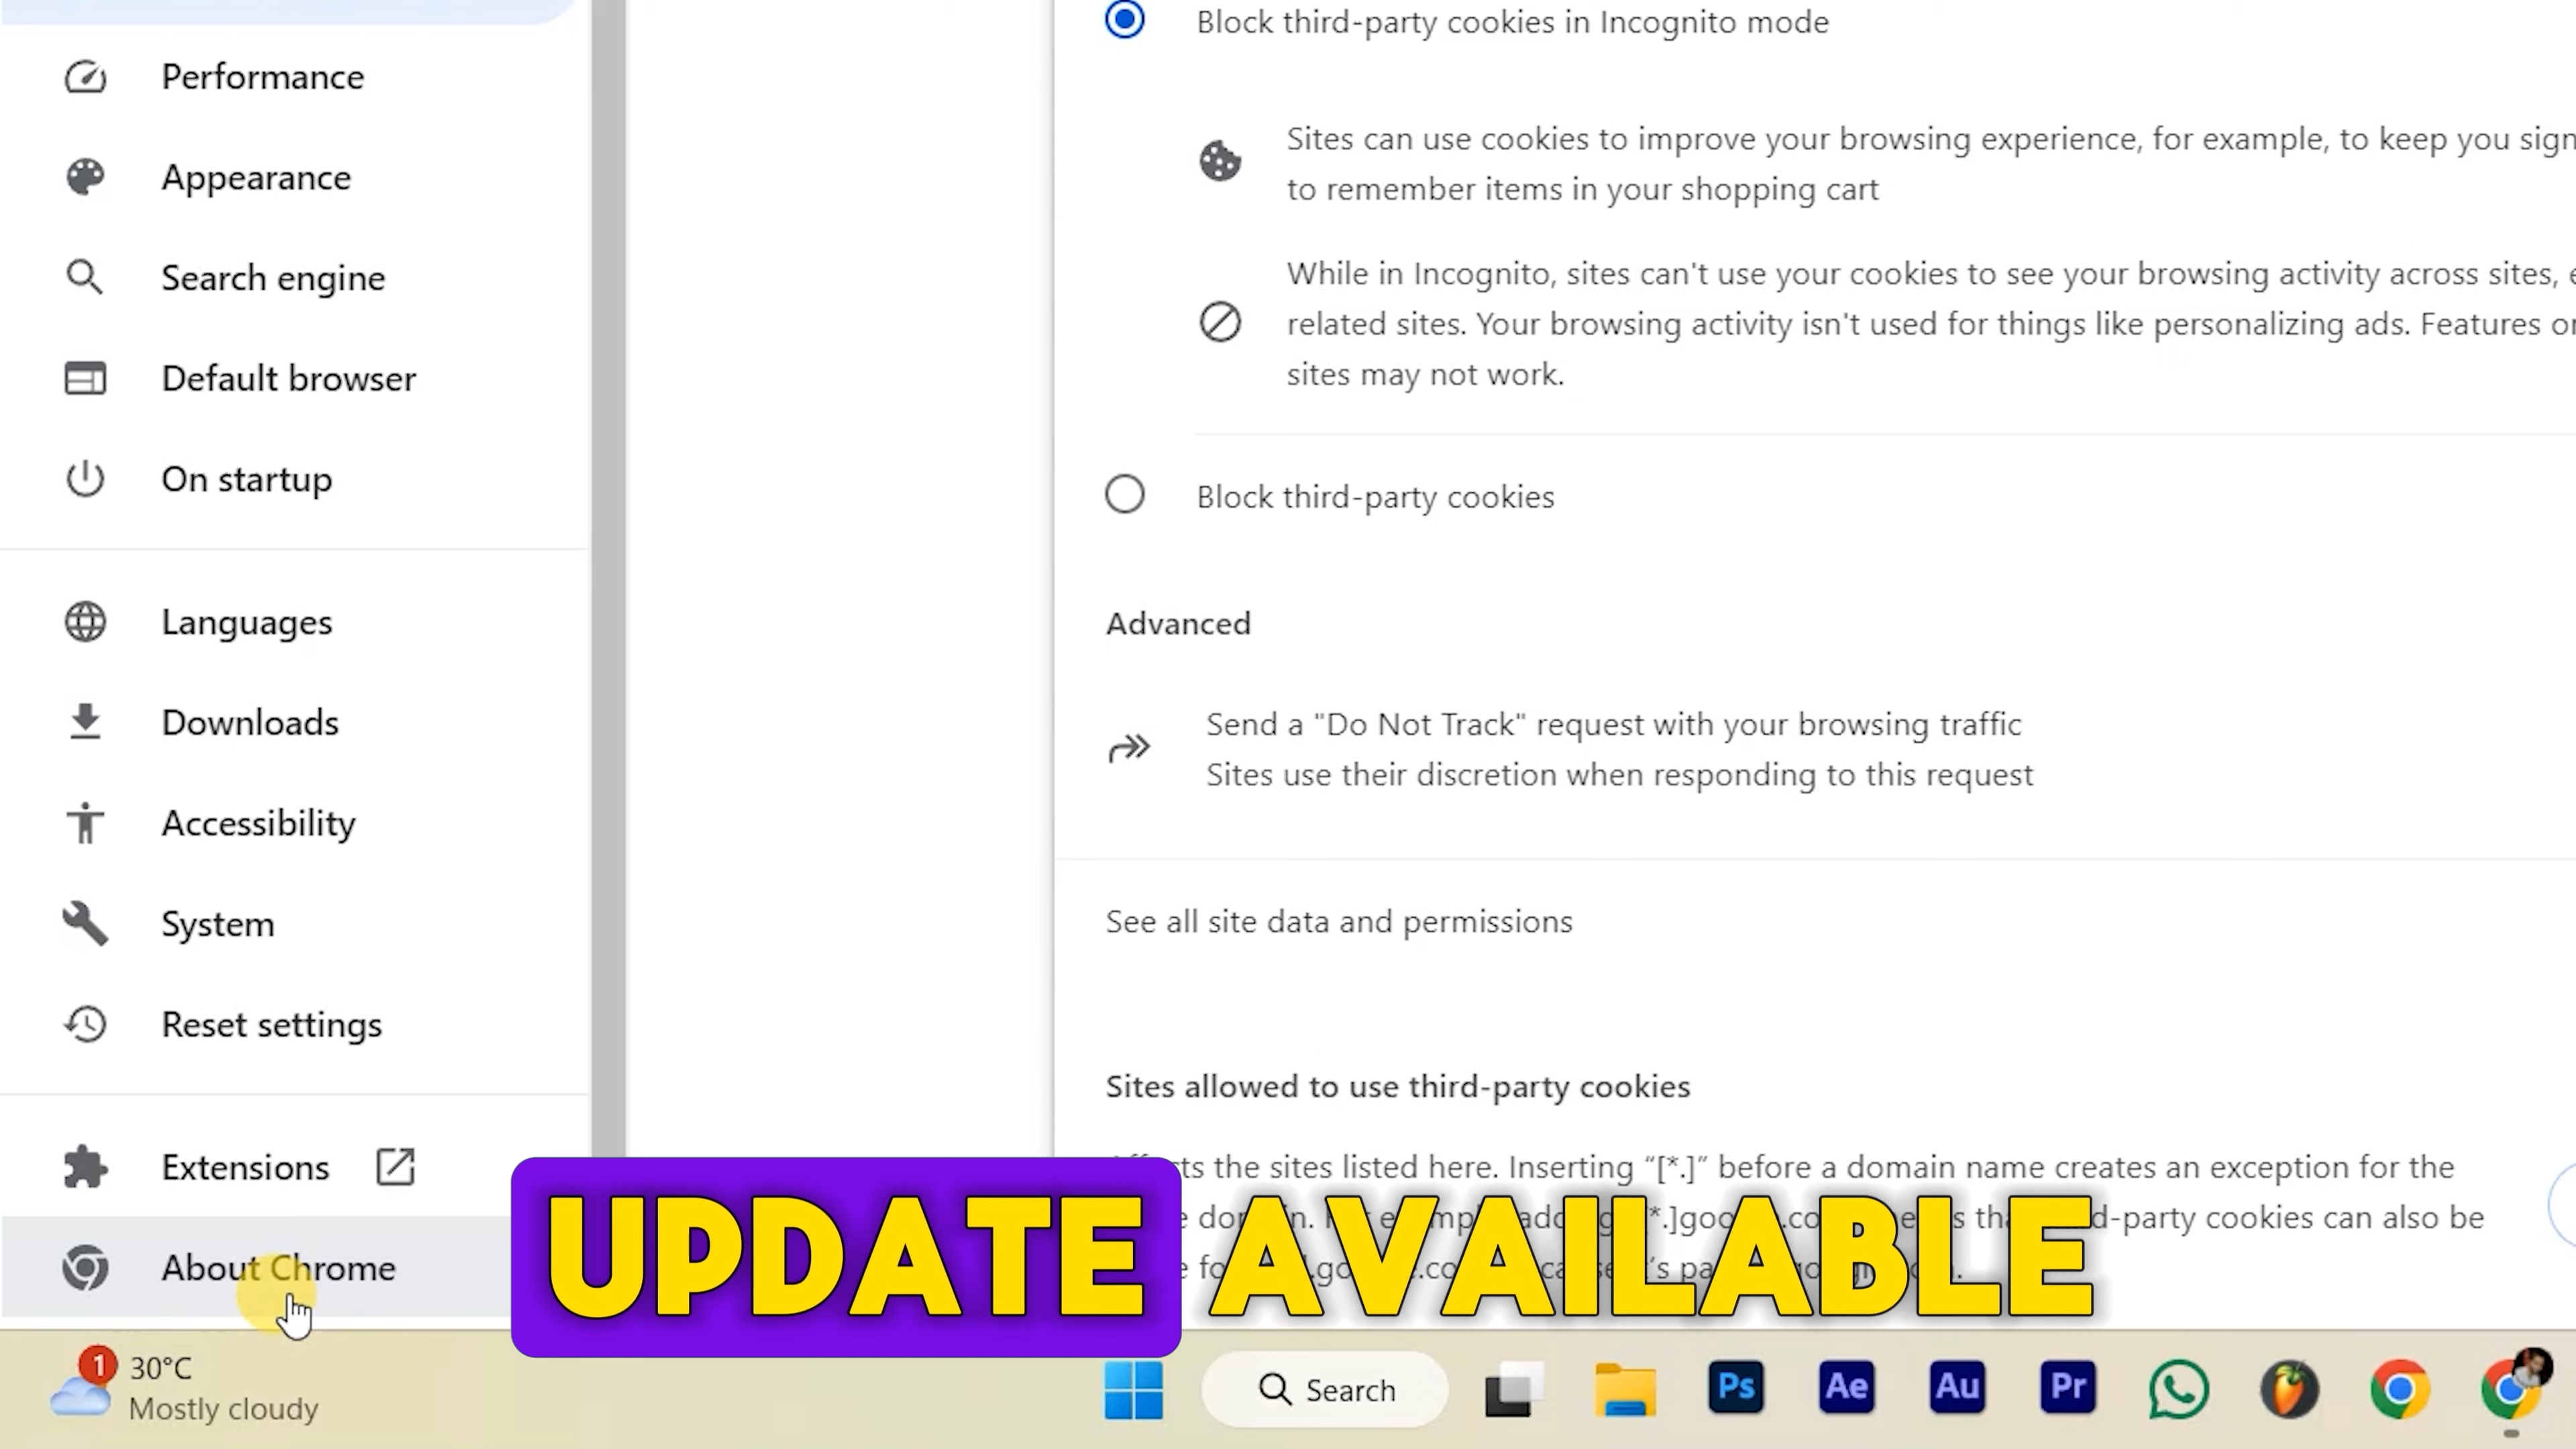 Performance
Appearance
Search engine
Default browser
On startup
Languages
Downloads
Accessibility
System
Reset settings
Extensions
About Chrome
Block third-party cookies in Incognito mode
Sites can use cookies to improve your browsing experience, for example, to keep you sign
to remember items in your shopping cart
While in Incognito, sites can't use your cookies to see your browsing activity across sites, e
related sites. Your browsing activity isn't used for things like personalizing ads. Features or
sites may not work.
Block third-party cookies
Advanced
Send a "Do Not Track" request with your browsing traffic
Sites use their discretion when responding to this request
See all site data and permissions
Sites allowed to use third-party cookies
the sites listed here. Inserting “[*.]” before a domain name creates an exception for the
d-party cookies can also be
UPDATE AVAILABLE
1
30°C
Mostly cloudy
Search
Ps
Ae
Au
Pr